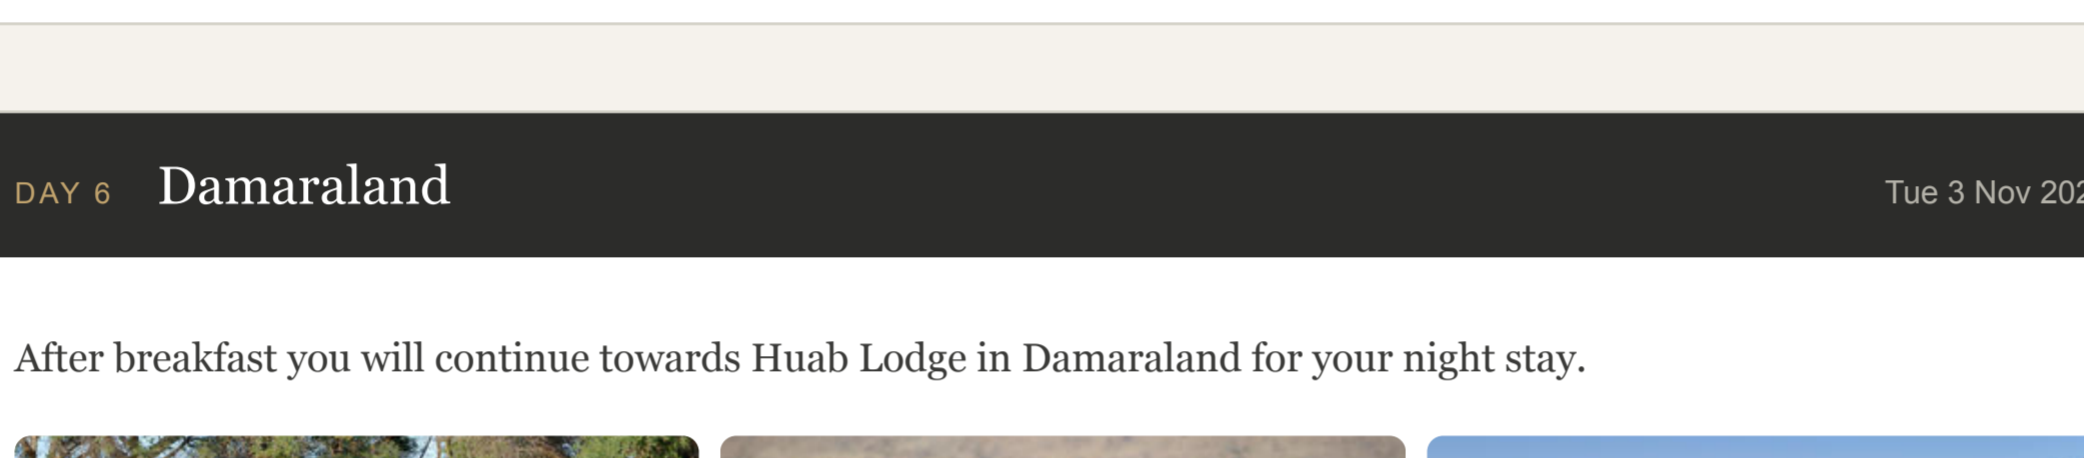 DAY 6 Damaraland Tue 3 Nov 202
After breakfast you will continue towards Huab Lodge in Damaraland for your night stay.